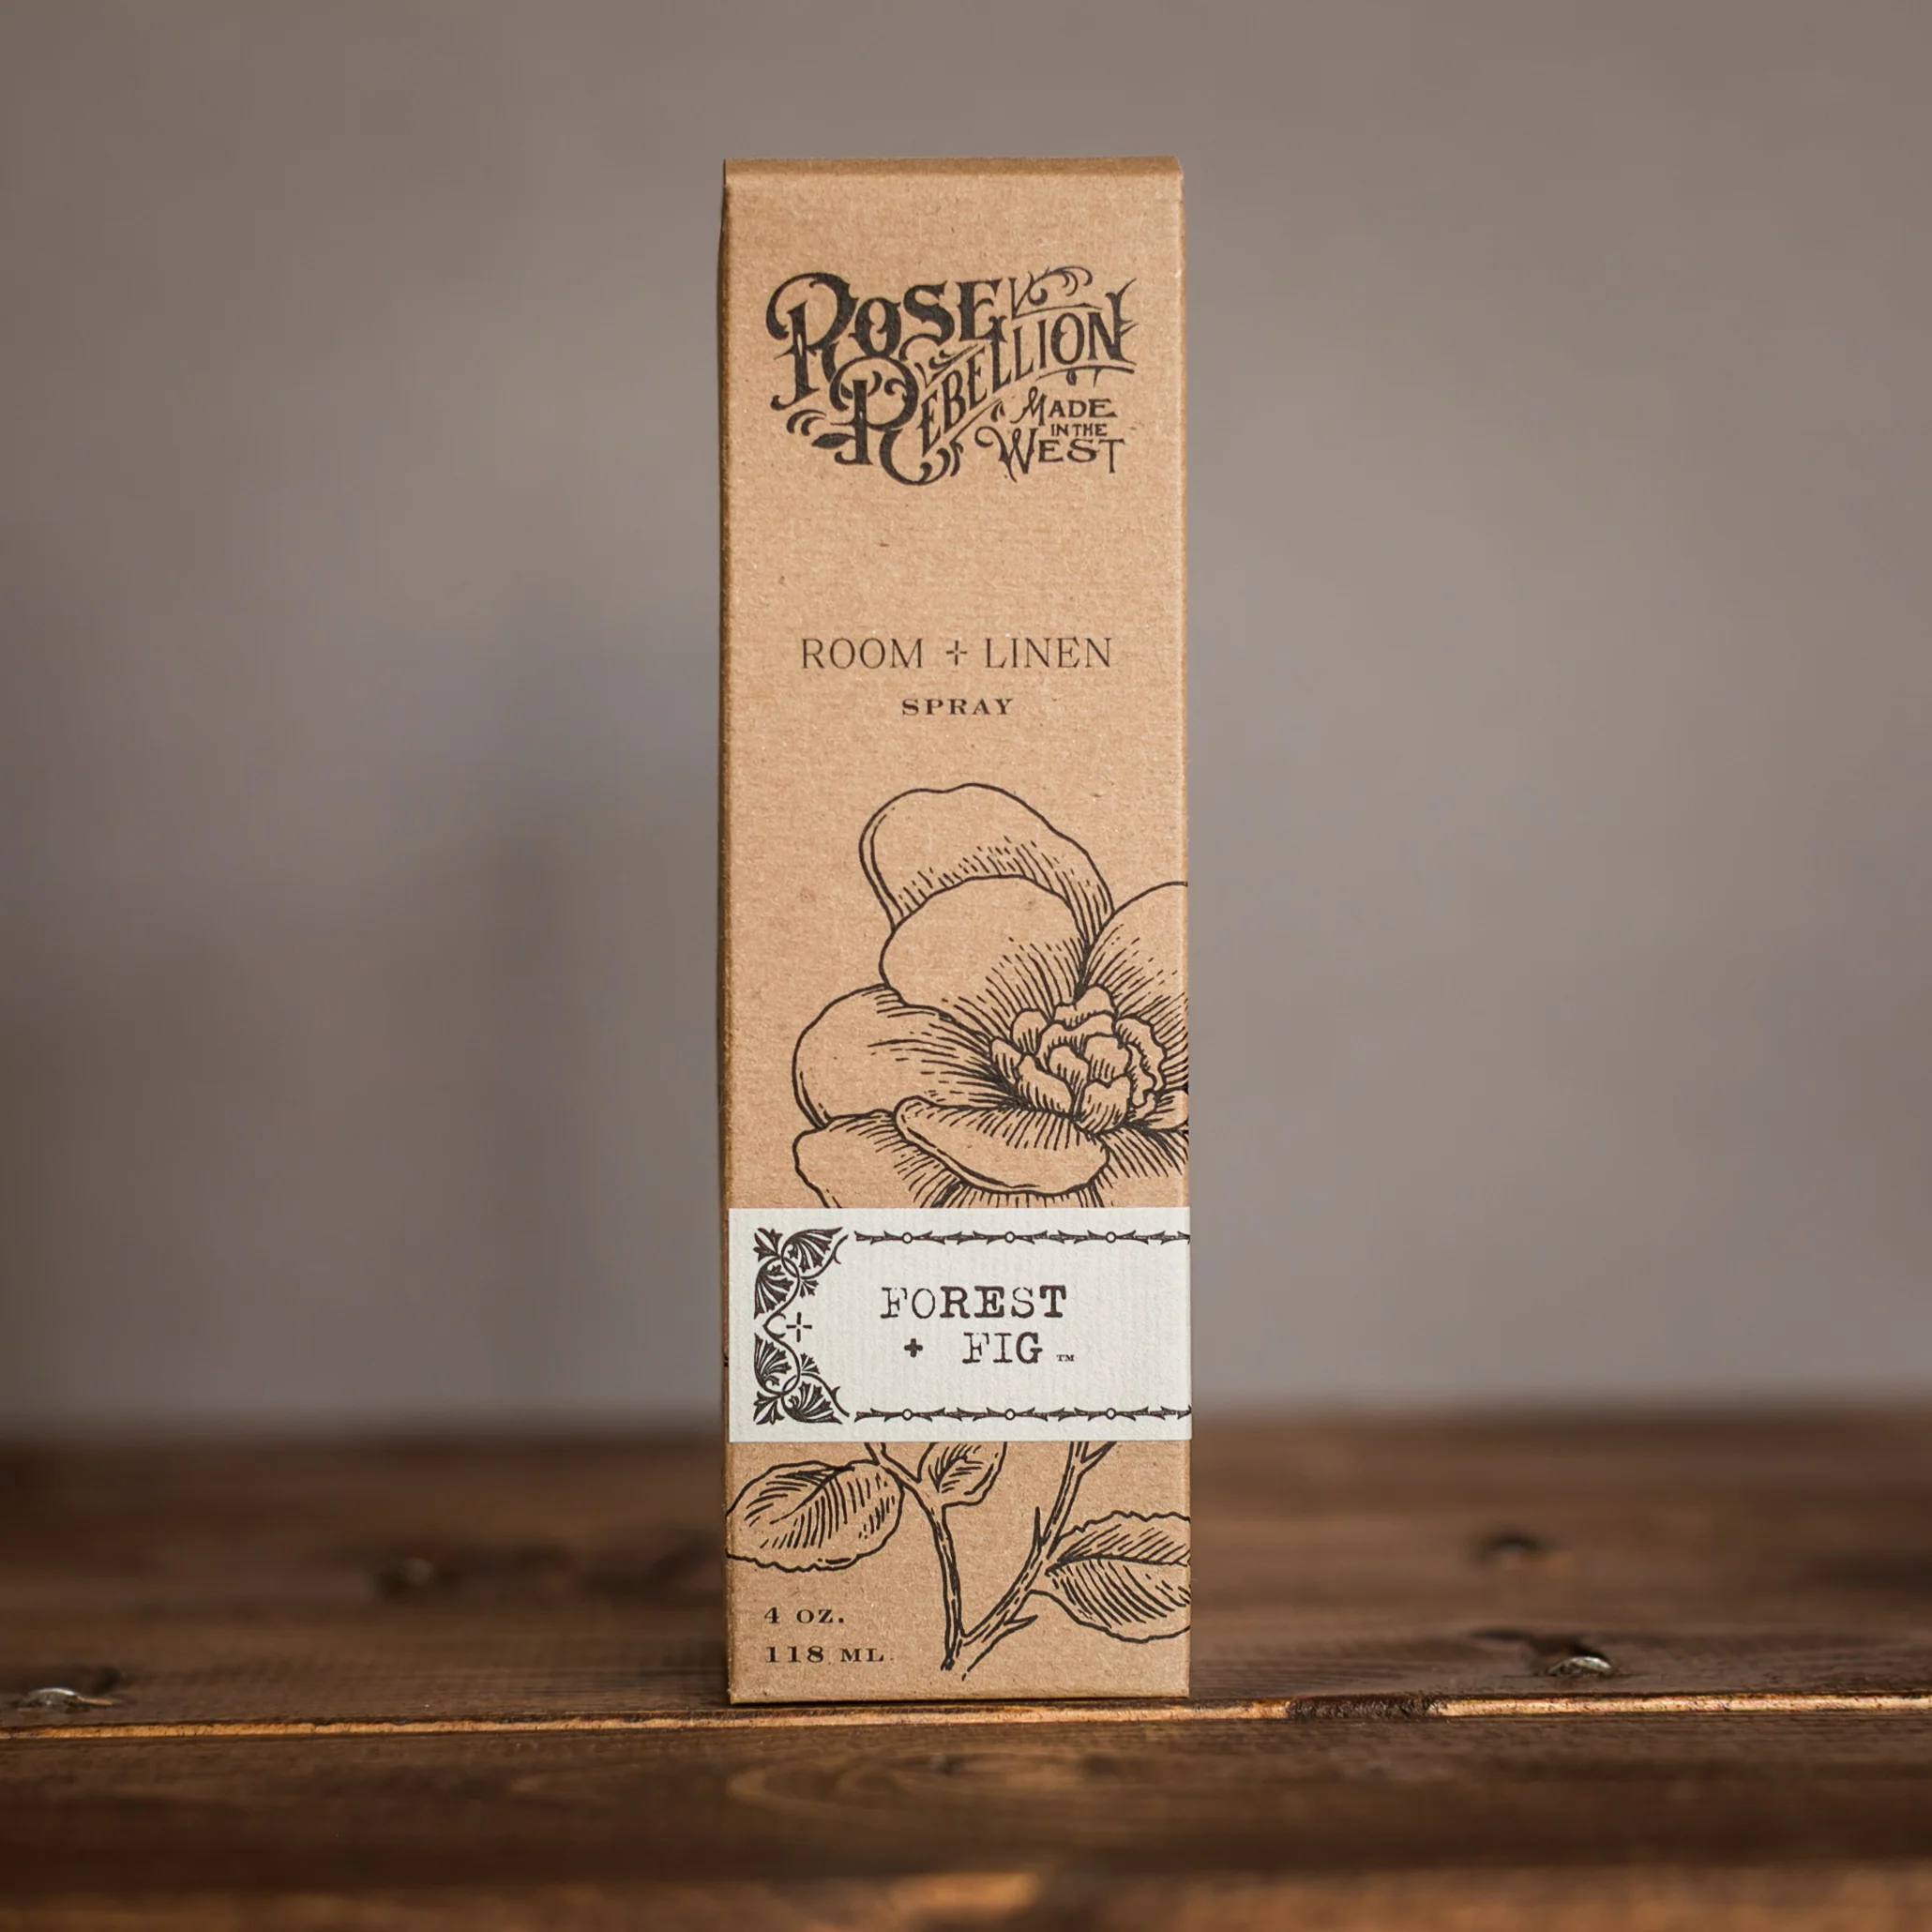 ROSE
REBELLION
MADE
IN THE
WEST
ROOM + LINEN
SPRAY
FOREST
+ FIG ™
4 OZ.
118 ML